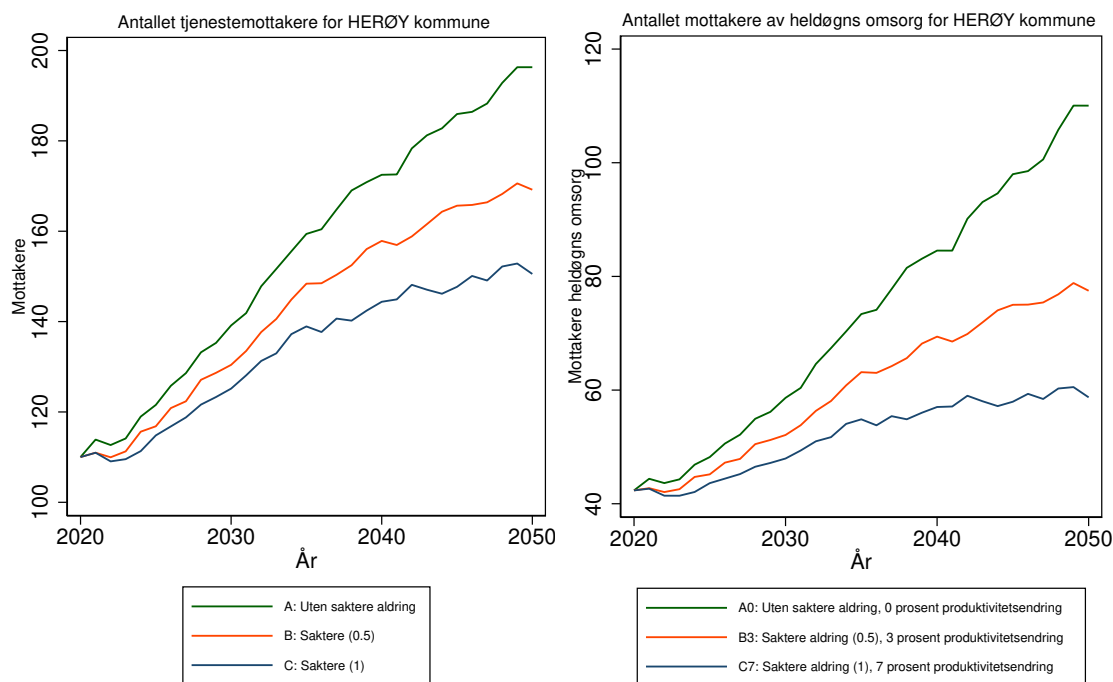 Antallet tjenestemottakere for HERØY kommune
Mottakere
200
180
160
140
120
100
2020
2030
2040
2050
År
A: Uten saktere aldring
B: Saktere (0.5)
C: Saktere (1)
Antallet mottakere av heldøgns omsorg for HERØY kommune
Mottakere heldøgns omsorg
120
100
80
60
40
2020
2030
2040
2050
År
A0: Uten saktere aldring, 0 prosent produktivitetsendring
B3: Saktere aldring (0.5), 3 prosent produktivitetsendring
C7: Saktere aldring (1), 7 prosent produktivitetsendring